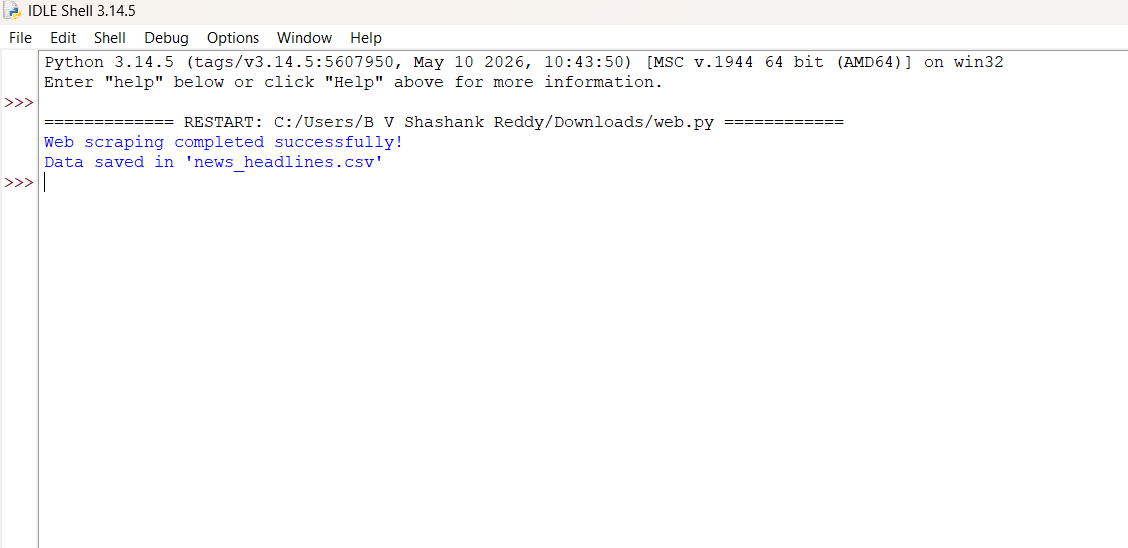 IDLE Shell 3.14.5
File Edit Shell Debug Options Window Help
Python 3.14.5 (tags/v3.14.5:5607950, May 10 2026, 10:43:50) [MSC v.1944 64 bit (AMD64)] on win32
Enter "help" below or click "Help" above for more information.
>>>
============= RESTART: C:/Users/B V Shashank Reddy/Downloads/web.py ============
Web scraping completed successfully!
Data saved in 'news_headlines.csv'
>>>